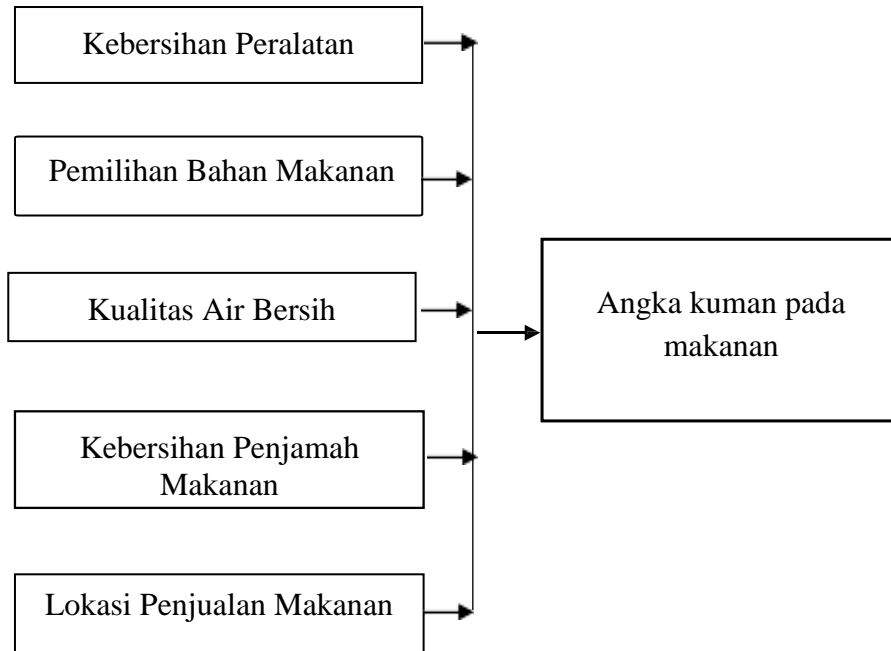 Kebersihan Peralatan
Pemilihan Bahan Makanan
Kualitas Air Bersih
Kebersihan Penjamah
Makanan
Lokasi Penjualan Makanan
Angka kuman pada
makanan